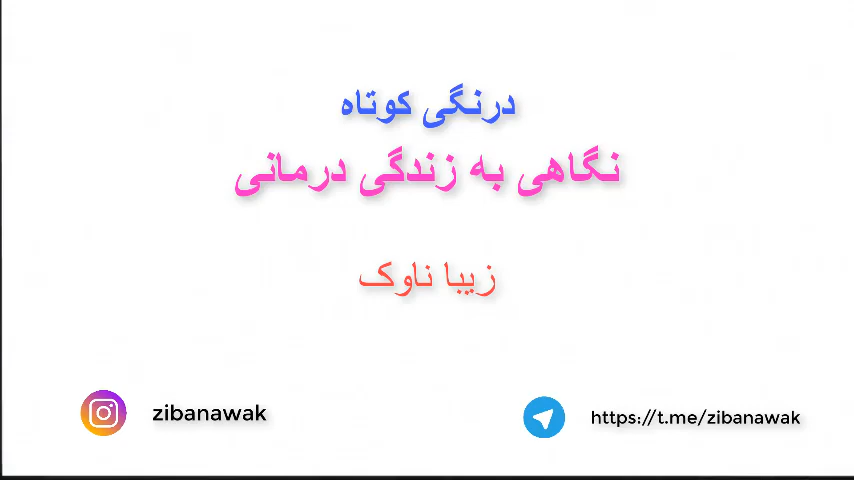 درنگی کوتاه
نگاهی به زندگی درمانی
زیبا ناوک
zibanawak
https://t.me/zibanawak